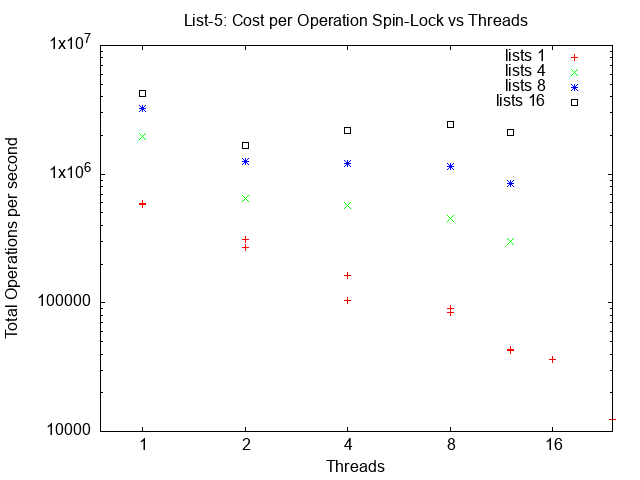 List-5: Cost per Operation Spin-Lock vs Threads
1x10^7
1x10^6
100000
10000
Total Operations per second
lists 1
lists 4
lists 8
lists 16
1 2 4 8 16
Threads